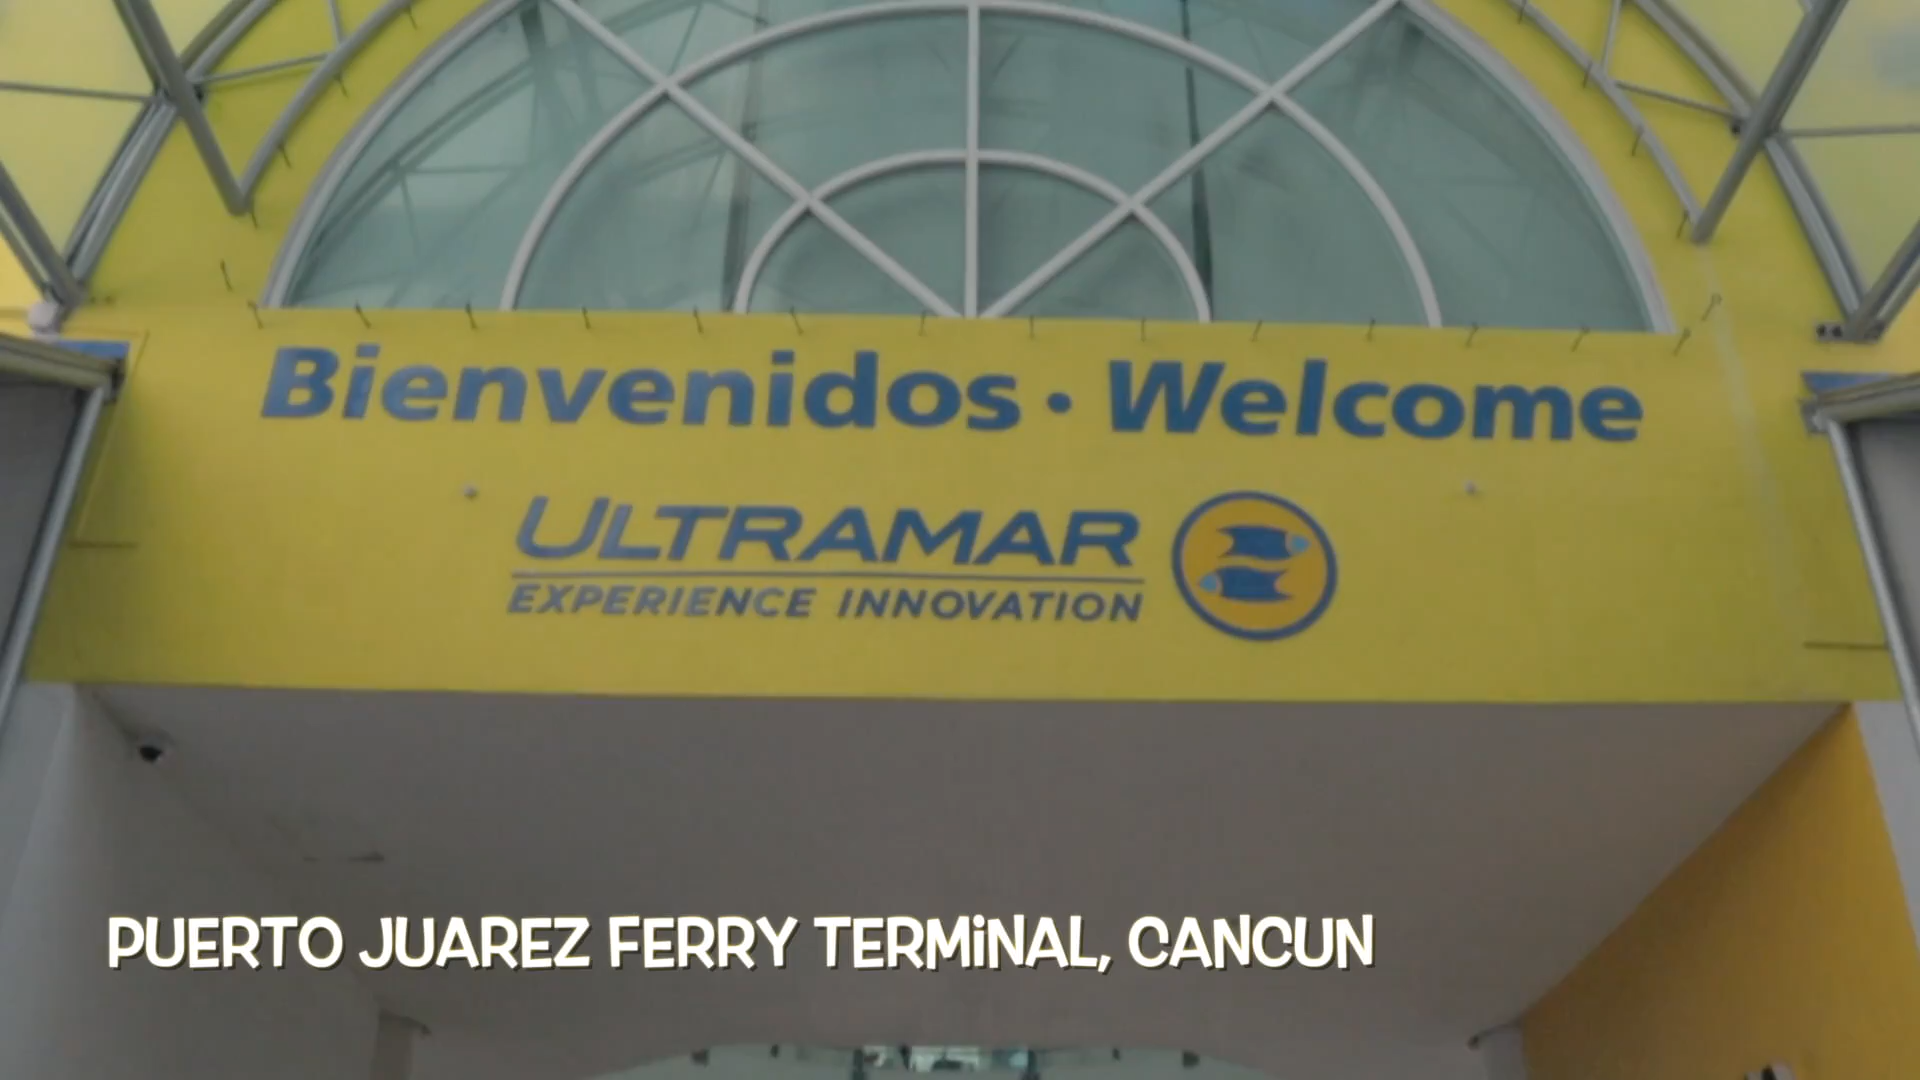 Bienvenidos • Welcome
ULTRAMAR
EXPERIENCE INNOVATION
PUERTO JUAREZ FERRY TERMiNAL, CANCUN